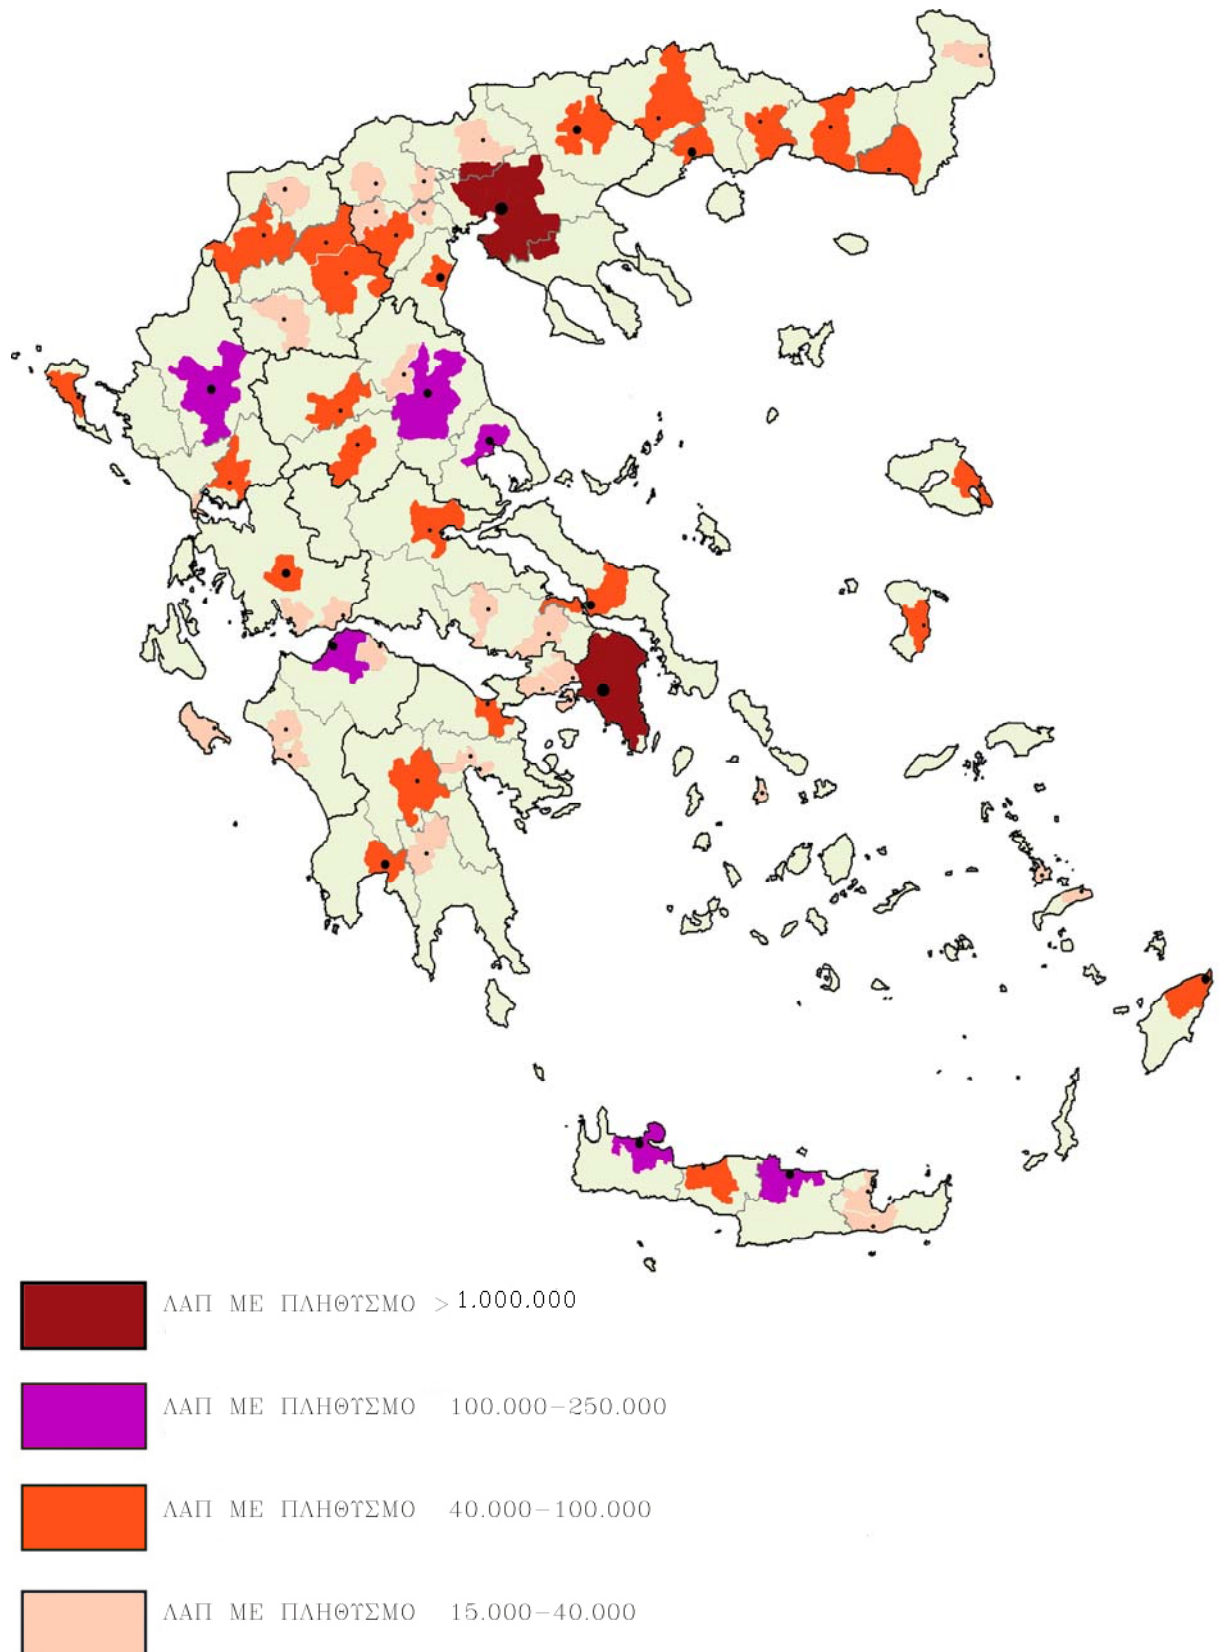 ΛΑΠ ΜΕ ΠΛΗΘΥΣΜΟ > 1.000.000
ΛΑΠ ΜΕ ΠΛΗΘΥΣΜΟ 100.000-250.000
ΛΑΠ ΜΕ ΠΛΗΘΥΣΜΟ 40.000-100.000
ΛΑΠ ΜΕ ΠΛΗΘΥΣΜΟ 15.000-40.000